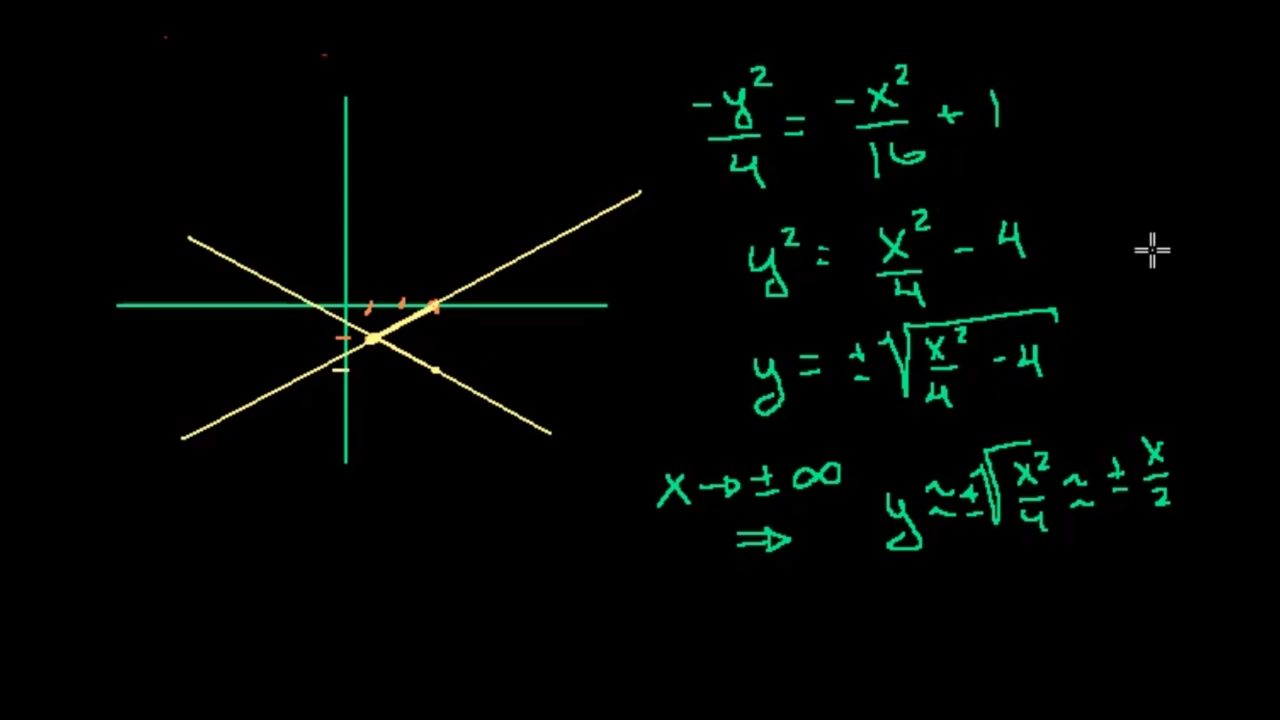 -y²/4 = -x²/16 + 1
y² = x²/4 - 4
y = ±√(x²/4 - 4)
x → ±∞
⇒ y ≈ ±√(x²/4) ≈ ± x/2